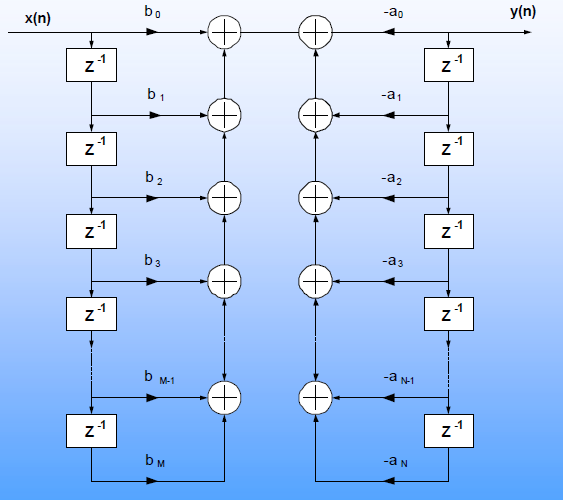 x(n) b 0 -a 0 y(n)
z -1 z -1
b 1 -a 1
z -1 z -1
b 2 -a 2
z -1 z -1
b 3 -a 3
z -1 z -1
b M-1 -a N-1
z -1 z -1
b M -a N